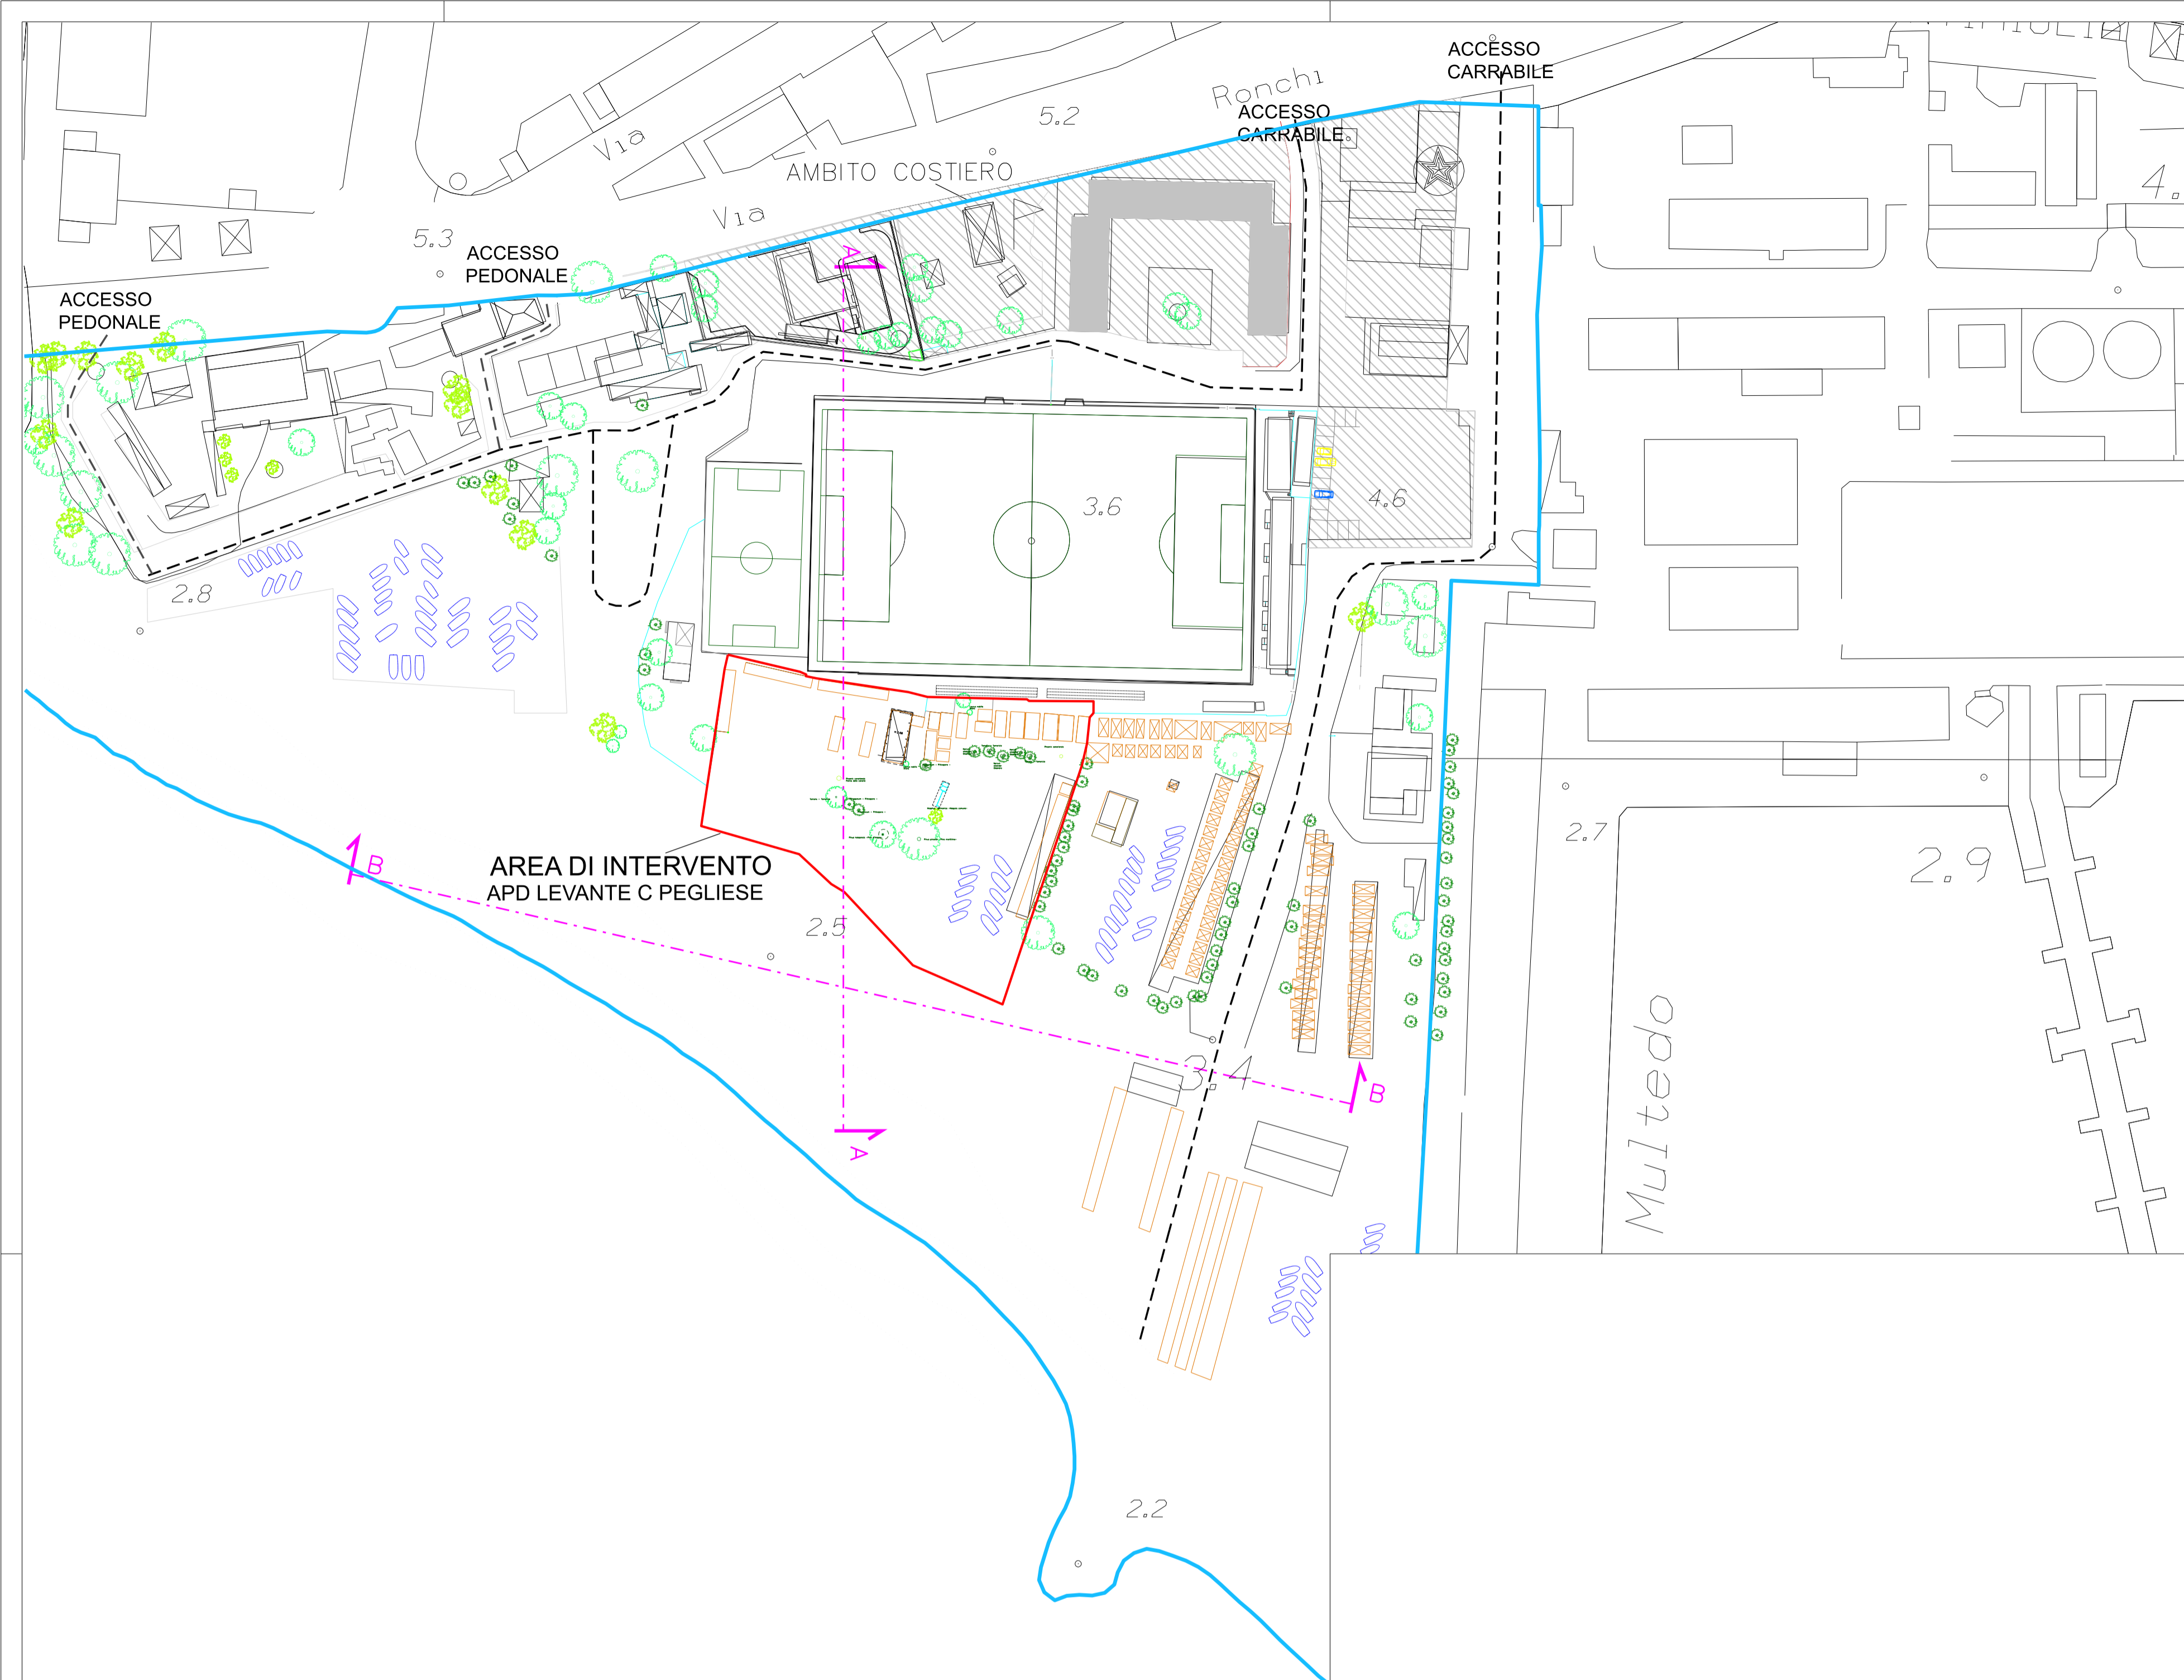 ACCESSO
CARRABILE
Ronchi
ACCESSO
CARRABILE
5.2
Via
AMBITO COSTIERO
Via
A
5.3
ACCESSO
PEDONALE
ACCESSO
PEDONALE
3.6
4.6
2.8
2.7
AREA DI INTERVENTO
APD LEVANTE C PEGLIESE
B
2.9
2.5
Multedo
3.4
B
A
2.2